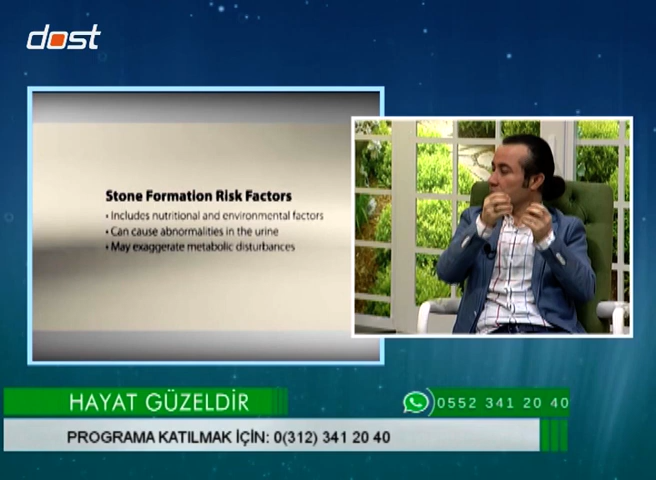 dost
Stone Formation Risk Factors
• Includes nutritional and environmental factors
• Can cause abnormalities in the urine
• May exaggerate metabolic disturbances
HAYAT GÜZELDİR
0552 341 20 40
PROGRAMA KATILMAK İÇİN: 0(312) 341 20 40